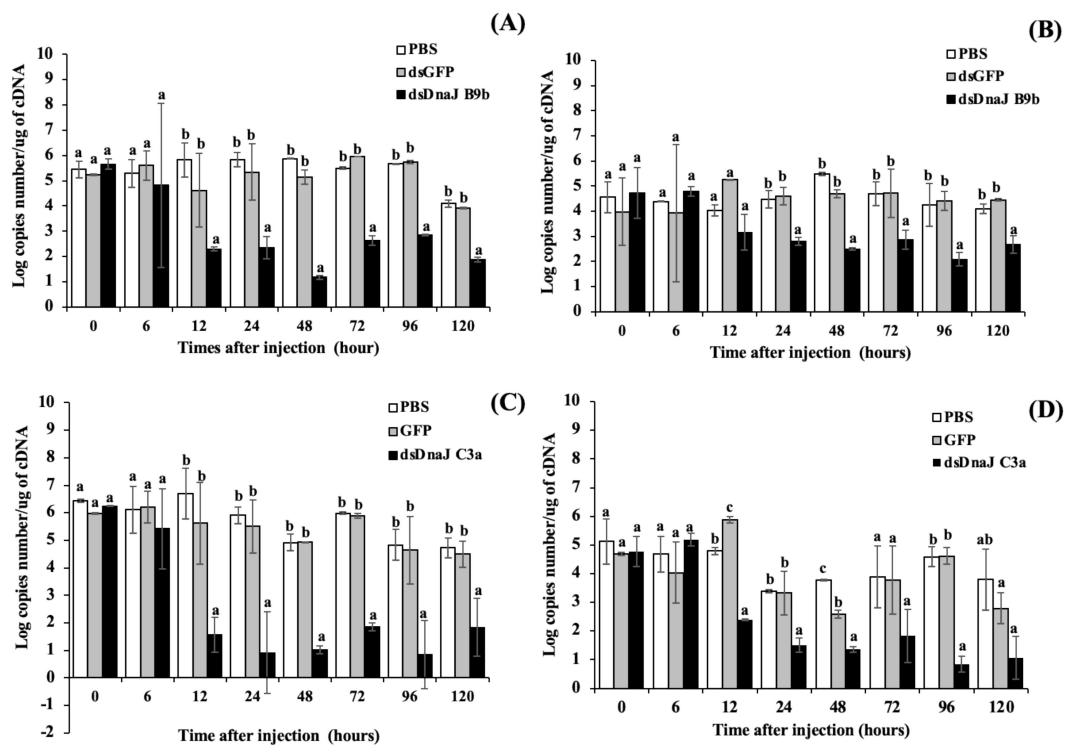 (A)
Log copies number/ug of cDNA
10
9
8
7
6
5
4
3
2
1
0
PBS
dsGFP
dsDnaJ B9b
a a a
a a a
b b a
b b a
b b a
b b a
b b a
b b a
0 6 12 24 48 72 96 120
Times after injection (hour)
(B)
Log copies number/ug of cDNA
10
9
8
7
6
5
4
3
2
1
0
PBS
dsGFP
dsDnaJ B9b
a a a
a a a
a a a
b b a
b b a
b b a
b b a
b b a
0 6 12 24 48 72 96 120
Time after injection (hours)
(C)
Log copies number/ug of cDNA
10
9
8
7
6
5
4
3
2
1
0
-1
-2
PBS
GFP
dsDnaJ C3a
a a a
a a a
b b a
b b a
b b a
b b a
b b a
b b a
0 6 12 24 48 72 96 120
Time after injection (hours)
(D)
Log copies number/ug of cDNA
10
9
8
7
6
5
4
3
2
1
0
PBS
GFP
dsDnaJ C3a
a a a
a a a
b c a
b b a
c b a
a a a
b b a
ab a a
0 6 12 24 48 72 96 120
Time after injection (hours)